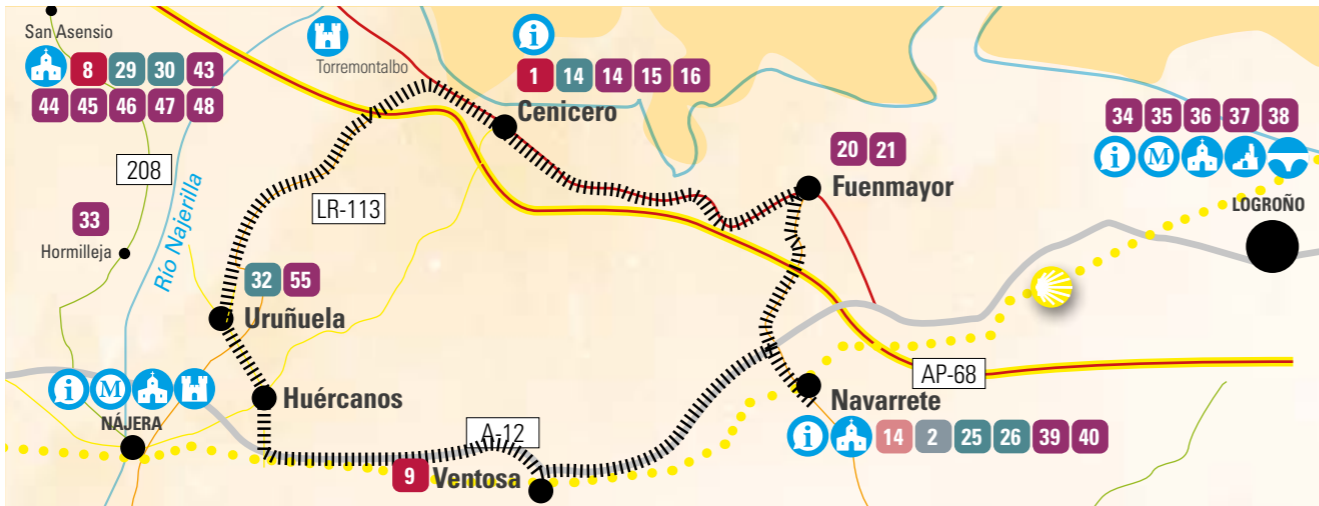 San Asensio
8 29 30 43
44 45 46 47 48
208
33
Hormilleja
Río Najerilla
Torremontalbo
i
1 14 14 15 16
Cenicero
LR-113
20 21
Fuenmayor
34 35 36 37 38
i M
LOGROÑO
32 55
Uruñuela
i M
NÁJERA
Huércanos
A-12
9 Ventosa
AP-68
Navarrete
i 14 2 25 26 39 40